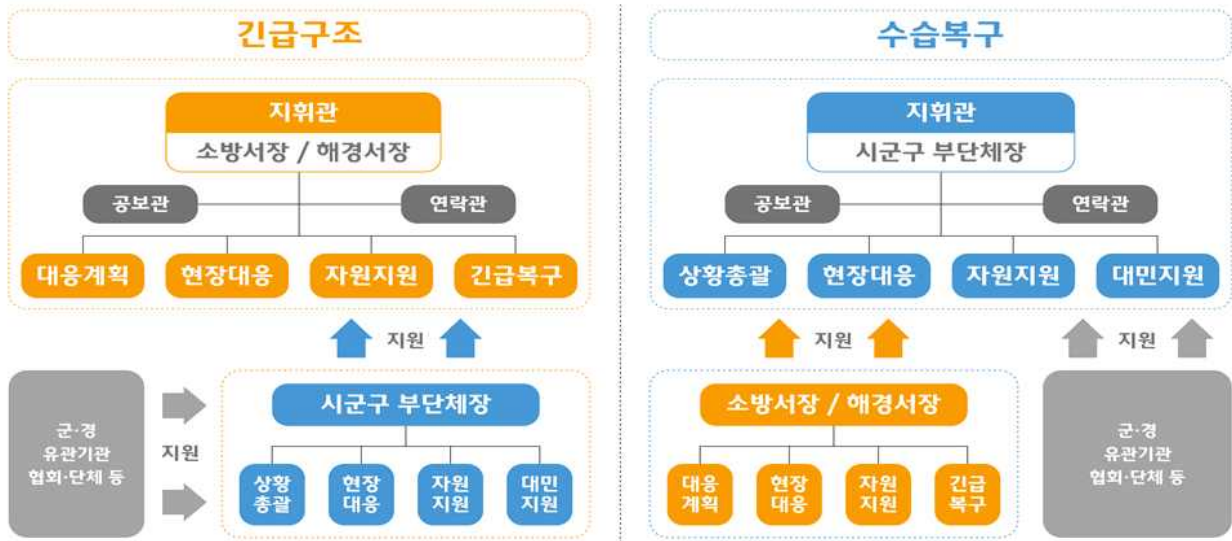 긴급구조
지휘관
소방서장 / 해경서장
공보관
연락관
대응계획
현장대응
자원지원
긴급복구
지원
군·경
유관기관
협회·단체 등
지원
시군구 부단체장
상황
총괄
현장
대응
자원
지원
대민
지원
수습복구
지휘관
시군구 부단체장
공보관
연락관
상황총괄
현장대응
자원지원
대민지원
지원
지원
소방서장 / 해경서장
대응
계획
현장
대응
자원
지원
긴급
복구
군·경
유관기관
협회·단체 등